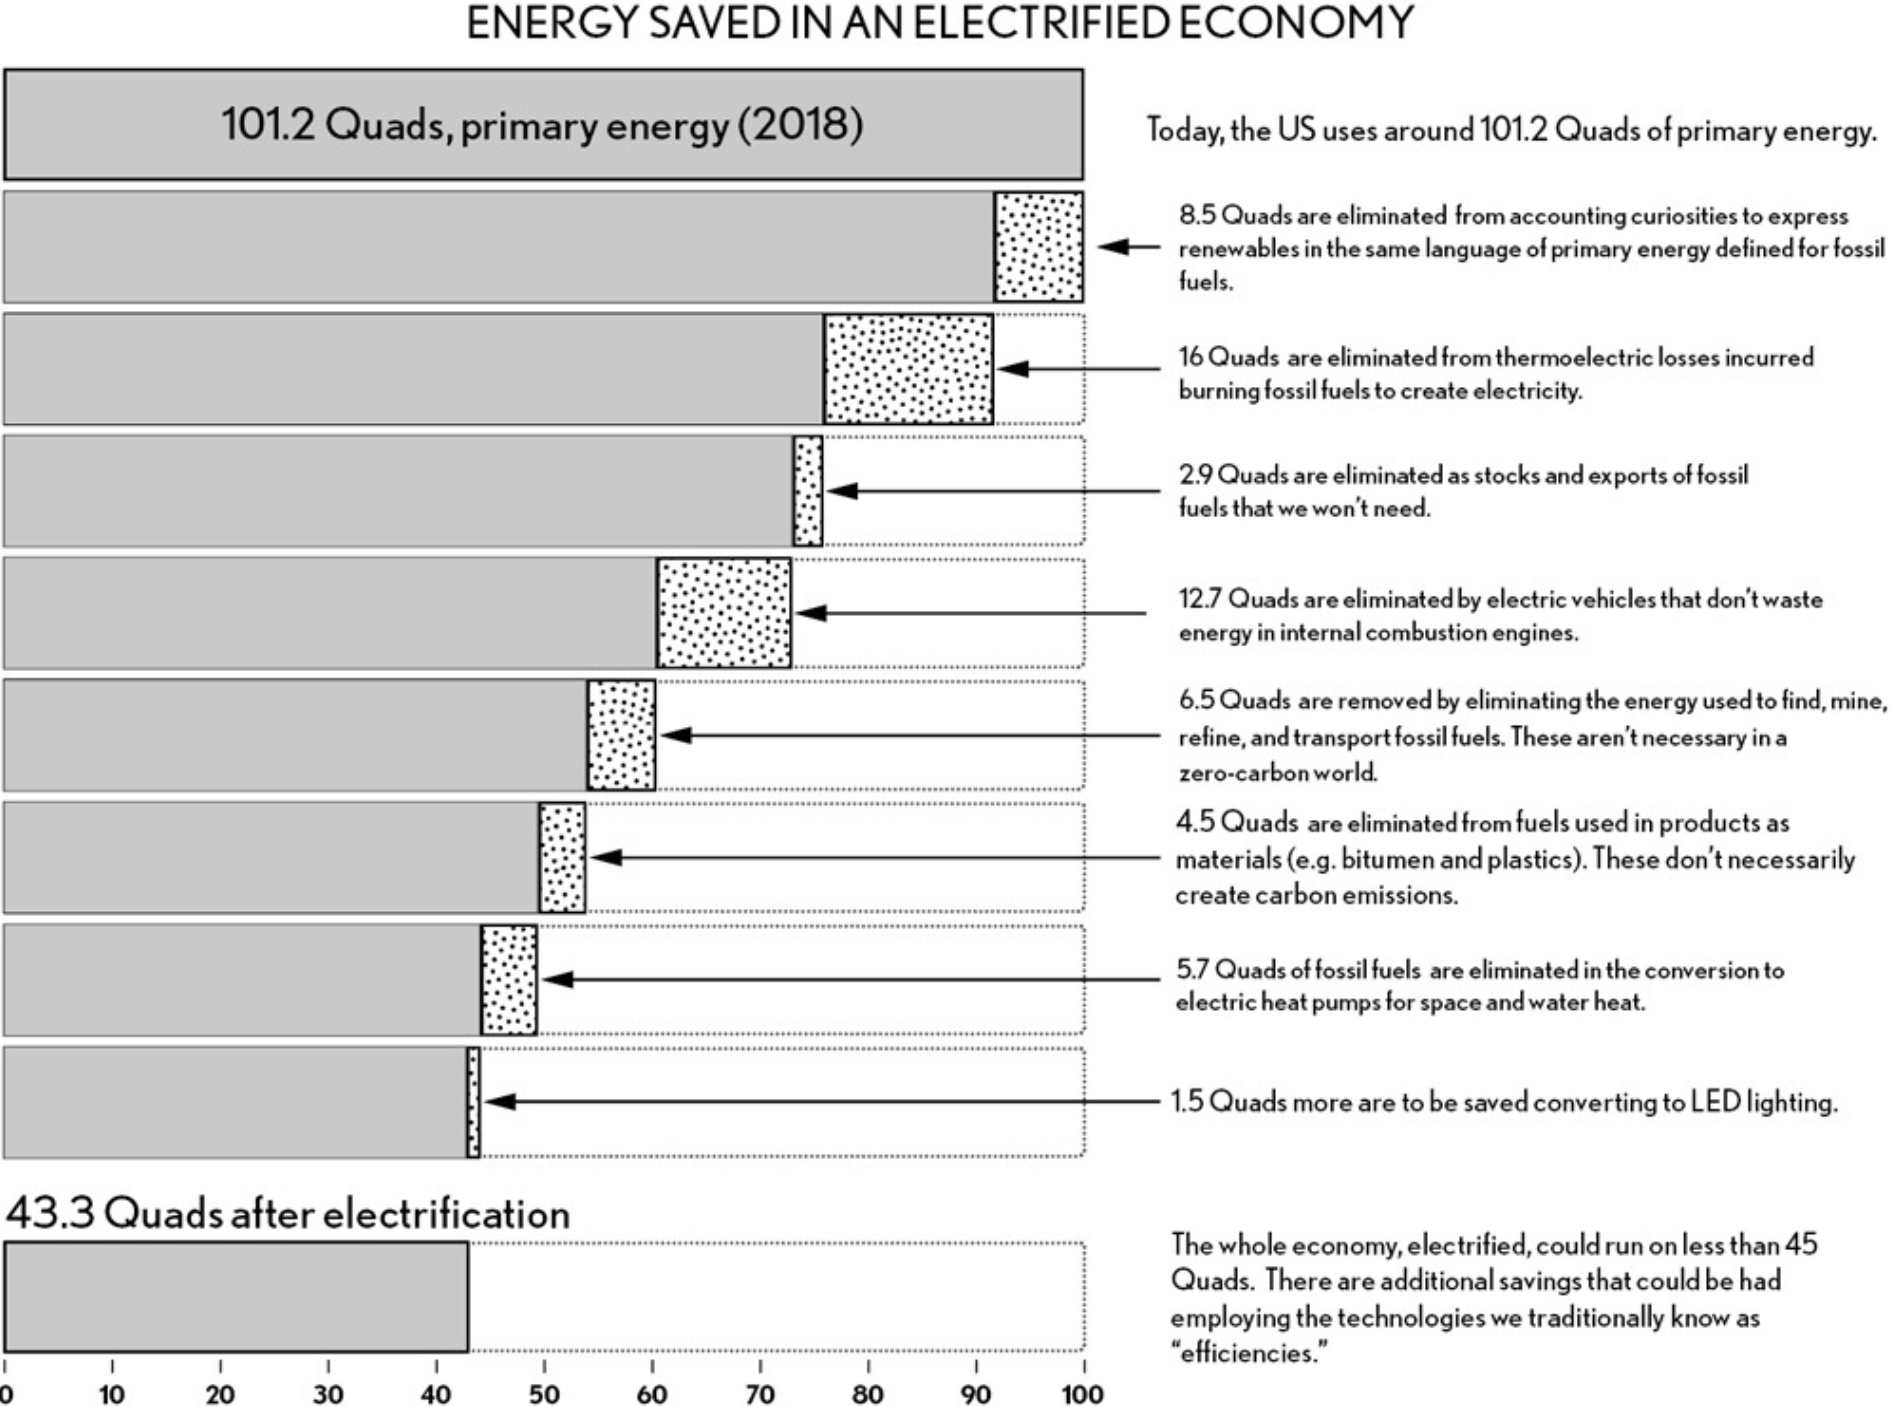 ENERGY SAVED IN AN ELECTRIFIED ECONOMY
101.2 Quads, primary energy (2018)
Today, the US uses around 101.2 Quads of primary energy.
8.5 Quads are eliminated from accounting curiosities to express
renewables in the same language of primary energy defined for fossil
fuels.
16 Quads are eliminated from thermoelectric losses incurred
burning fossil fuels to create electricity.
2.9 Quads are eliminated as stocks and exports of fossil
fuels that we won't need.
12.7 Quads are eliminated by electric vehicles that don't waste
energy in internal combustion engines.
6.5 Quads are removed by eliminating the energy used to find, mine,
refine, and transport fossil fuels. These aren't necessary in a
zero-carbon world.
4.5 Quads are eliminated from fuels used in products as
materials (e.g. bitumen and plastics). These don't necessarily
create carbon emissions.
5.7 Quads of fossil fuels are eliminated in the conversion to
electric heat pumps for space and water heat.
1.5 Quads more are to be saved converting to LED lighting.
43.3 Quads after electrification
The whole economy, electrified, could run on less than 45
Quads. There are additional savings that could be had
employing the technologies we traditionally know as
“efficiencies.”
0 10 20 30 40 50 60 70 80 90 100